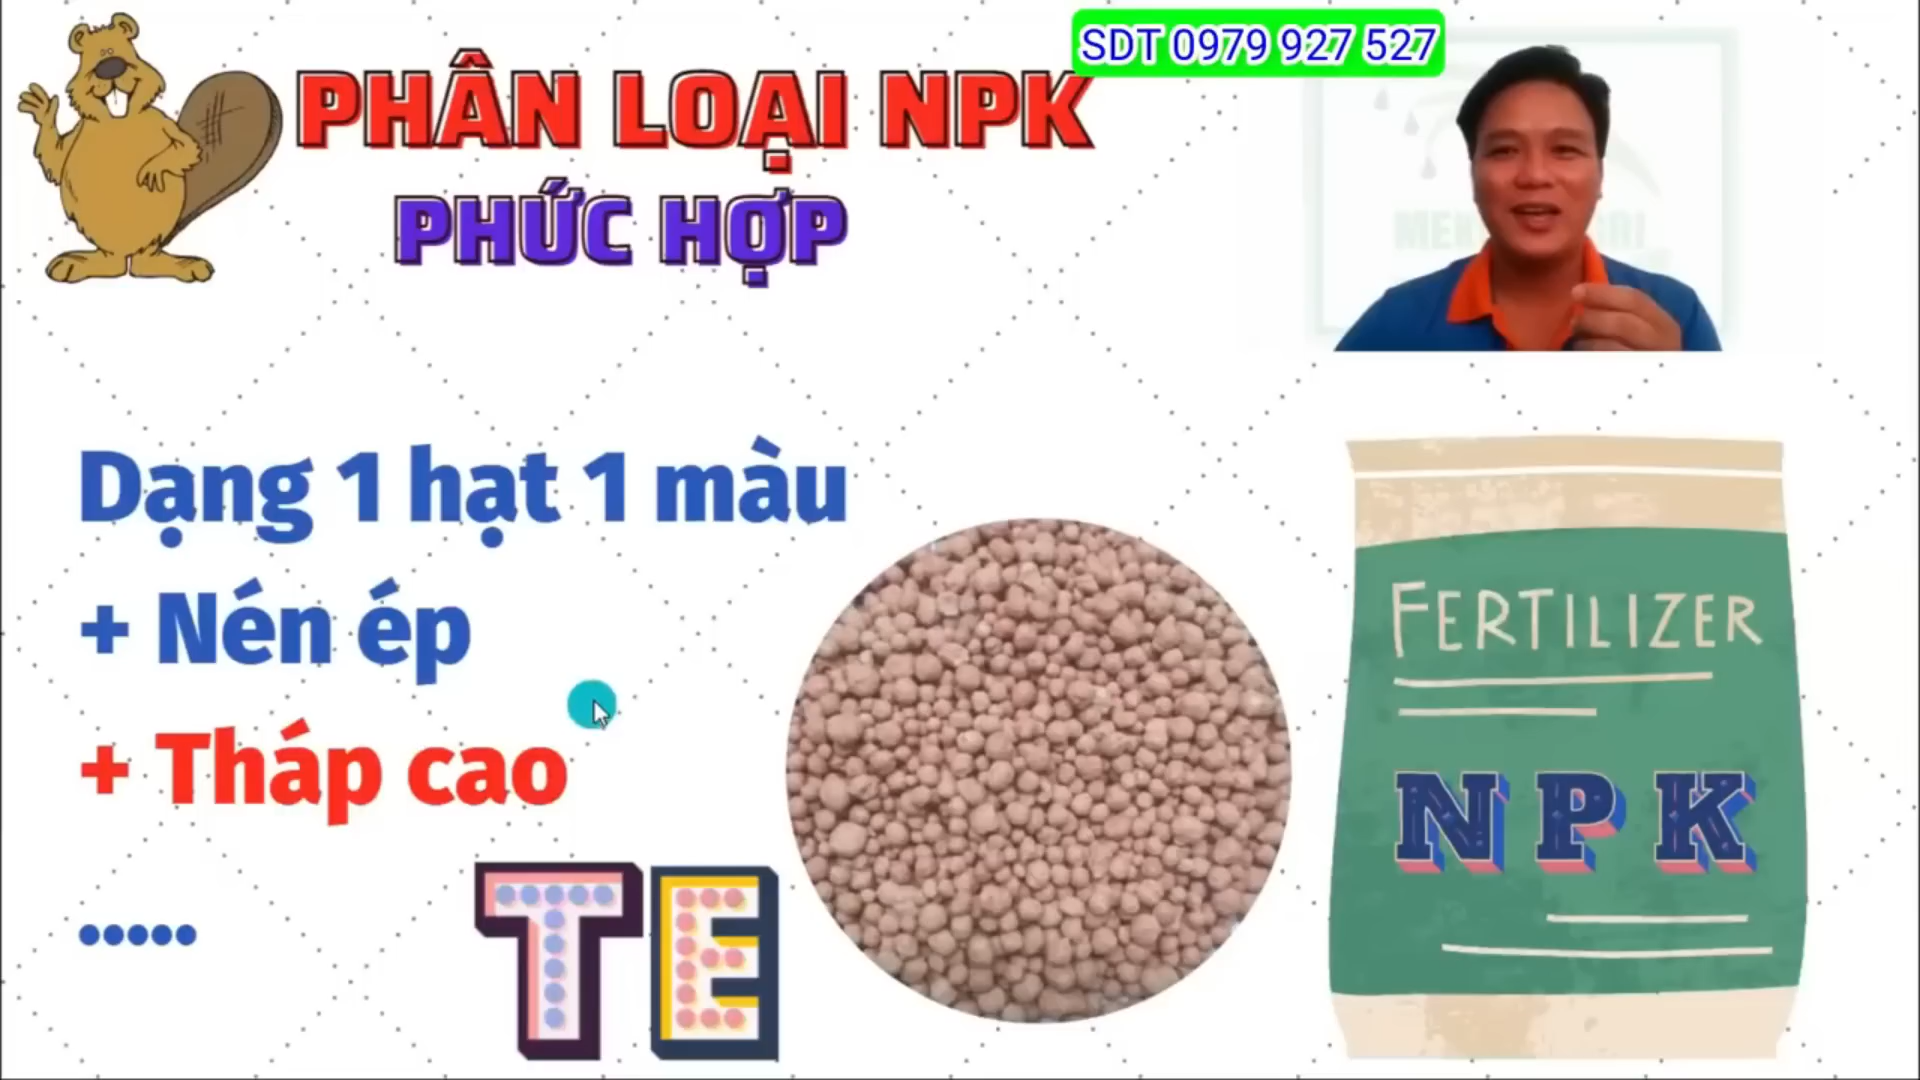 SDT 0979 927 527
PHÂN LOẠI NPK
PHỨC HỢP
Dạng 1 hạt 1 màu
+ Nén ép
+ Tháp cao
.....
TE
FERTILIZER
NPK